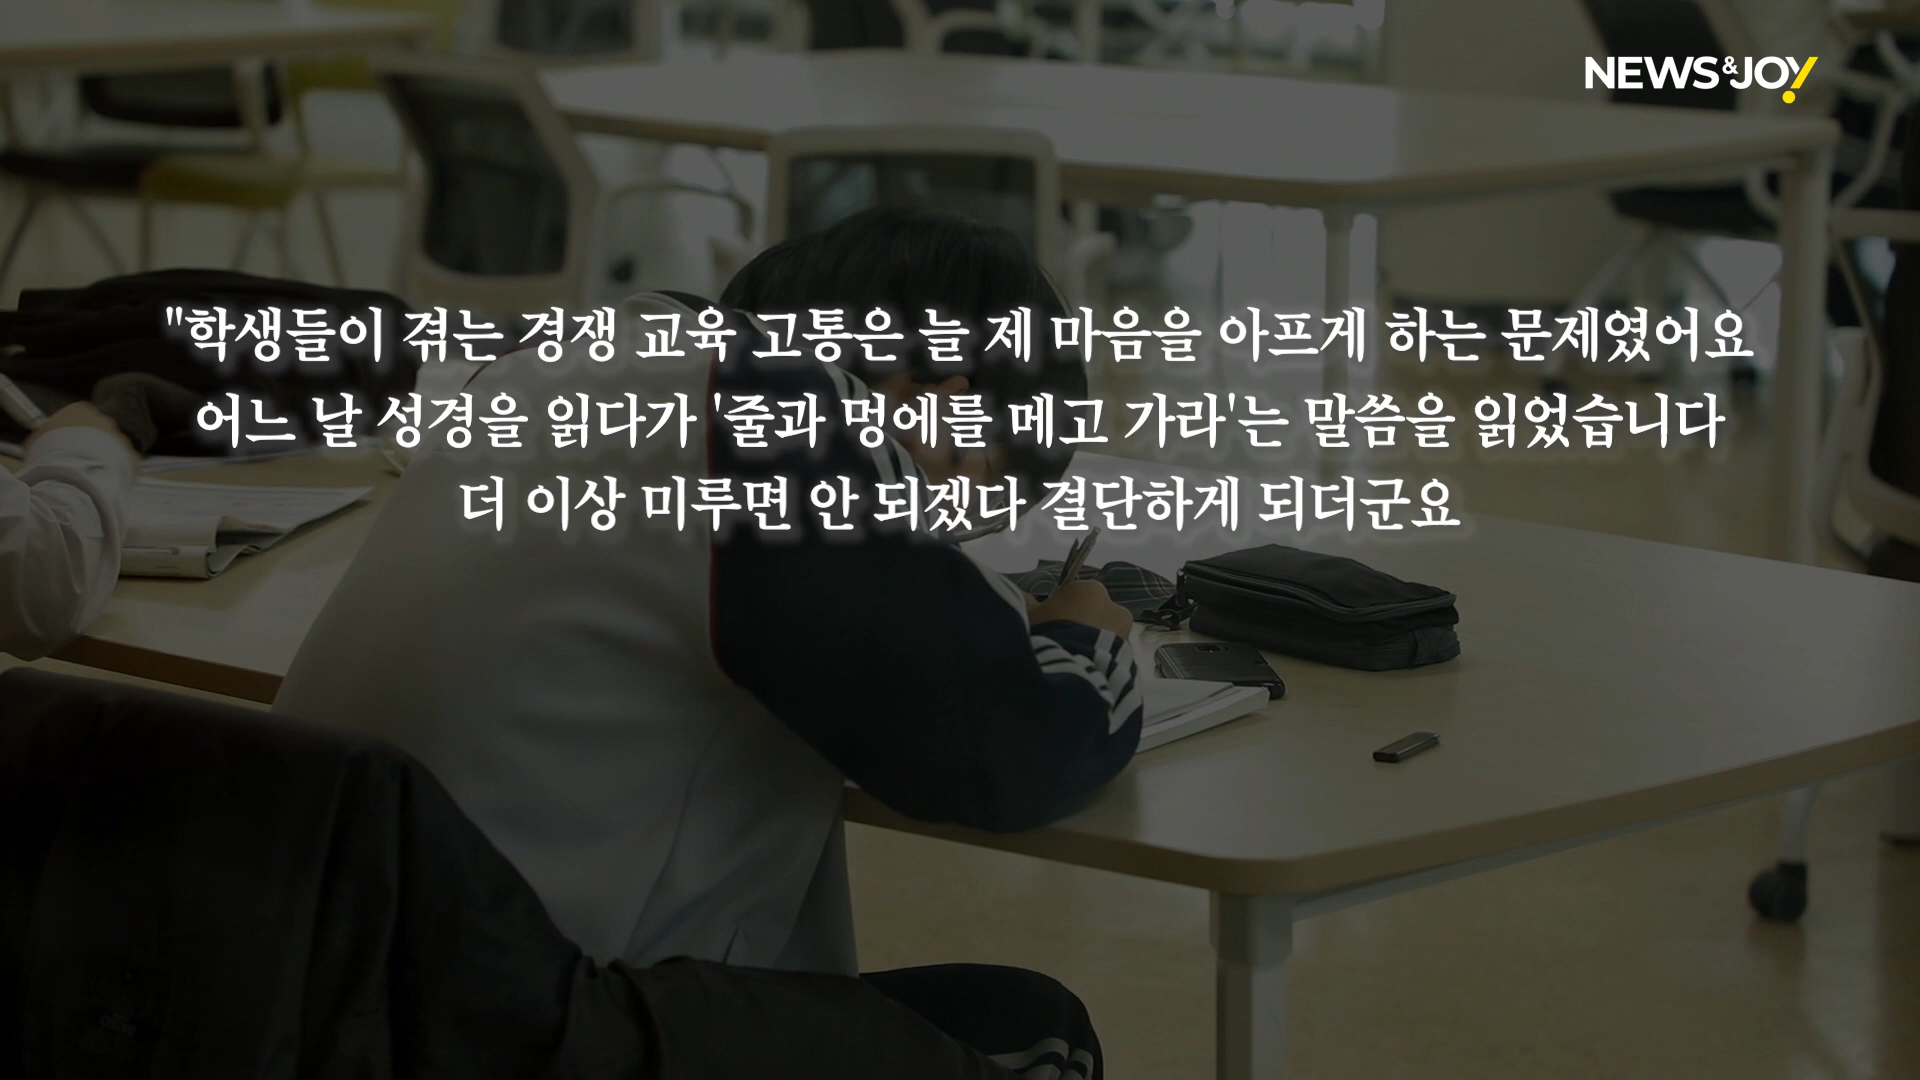 NEWS&JOY
"학생들이 겪는 경쟁 교육 고통은 늘 제 마음을 아프게 하는 문제였어요
어느 날 성경을 읽다가 '줄과 멍에를 메고 가라'는 말씀을 읽었습니다
더 이상 미루면 안 되겠다 결단하게 되더군요